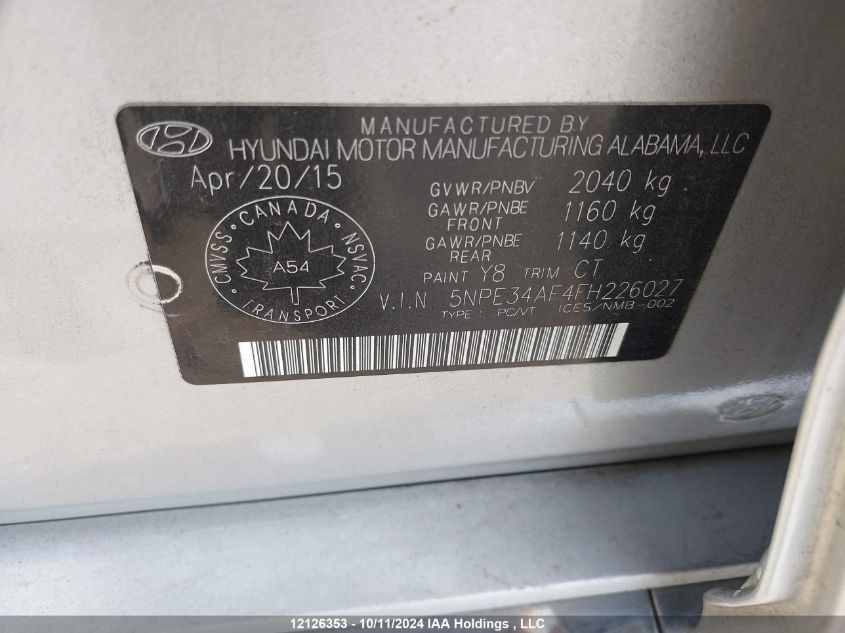 MANUFACTURED BY
HYUNDAI MOTOR MANUFACTURING ALABAMA, LLC
Apr/20/15
GVWR/PNBV 2040 kg
GAWR/PNBE FRONT 1160 kg
GAWR/PNBE REAR 1140 kg
PAINT Y8 TRIM CT
V.I.N 5NPE34AF4FH226027
TYPE : PC/VT ICES/NMB-002
CMVSS · CANADA · NSVAC
A54
· TRANSPORT ·
12126353 - 10/11/2024 IAA Holdings , LLC